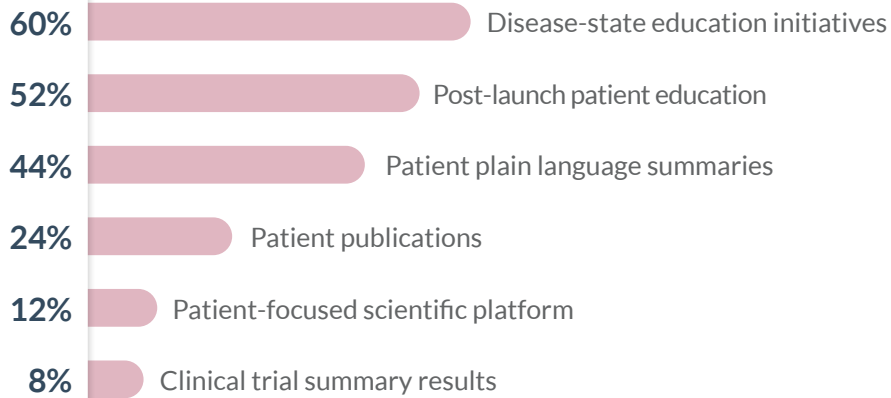 60% Disease-state education initiatives
52% Post-launch patient education
44% Patient plain language summaries
24% Patient publications
12% Patient-focused scientific platform
8% Clinical trial summary results